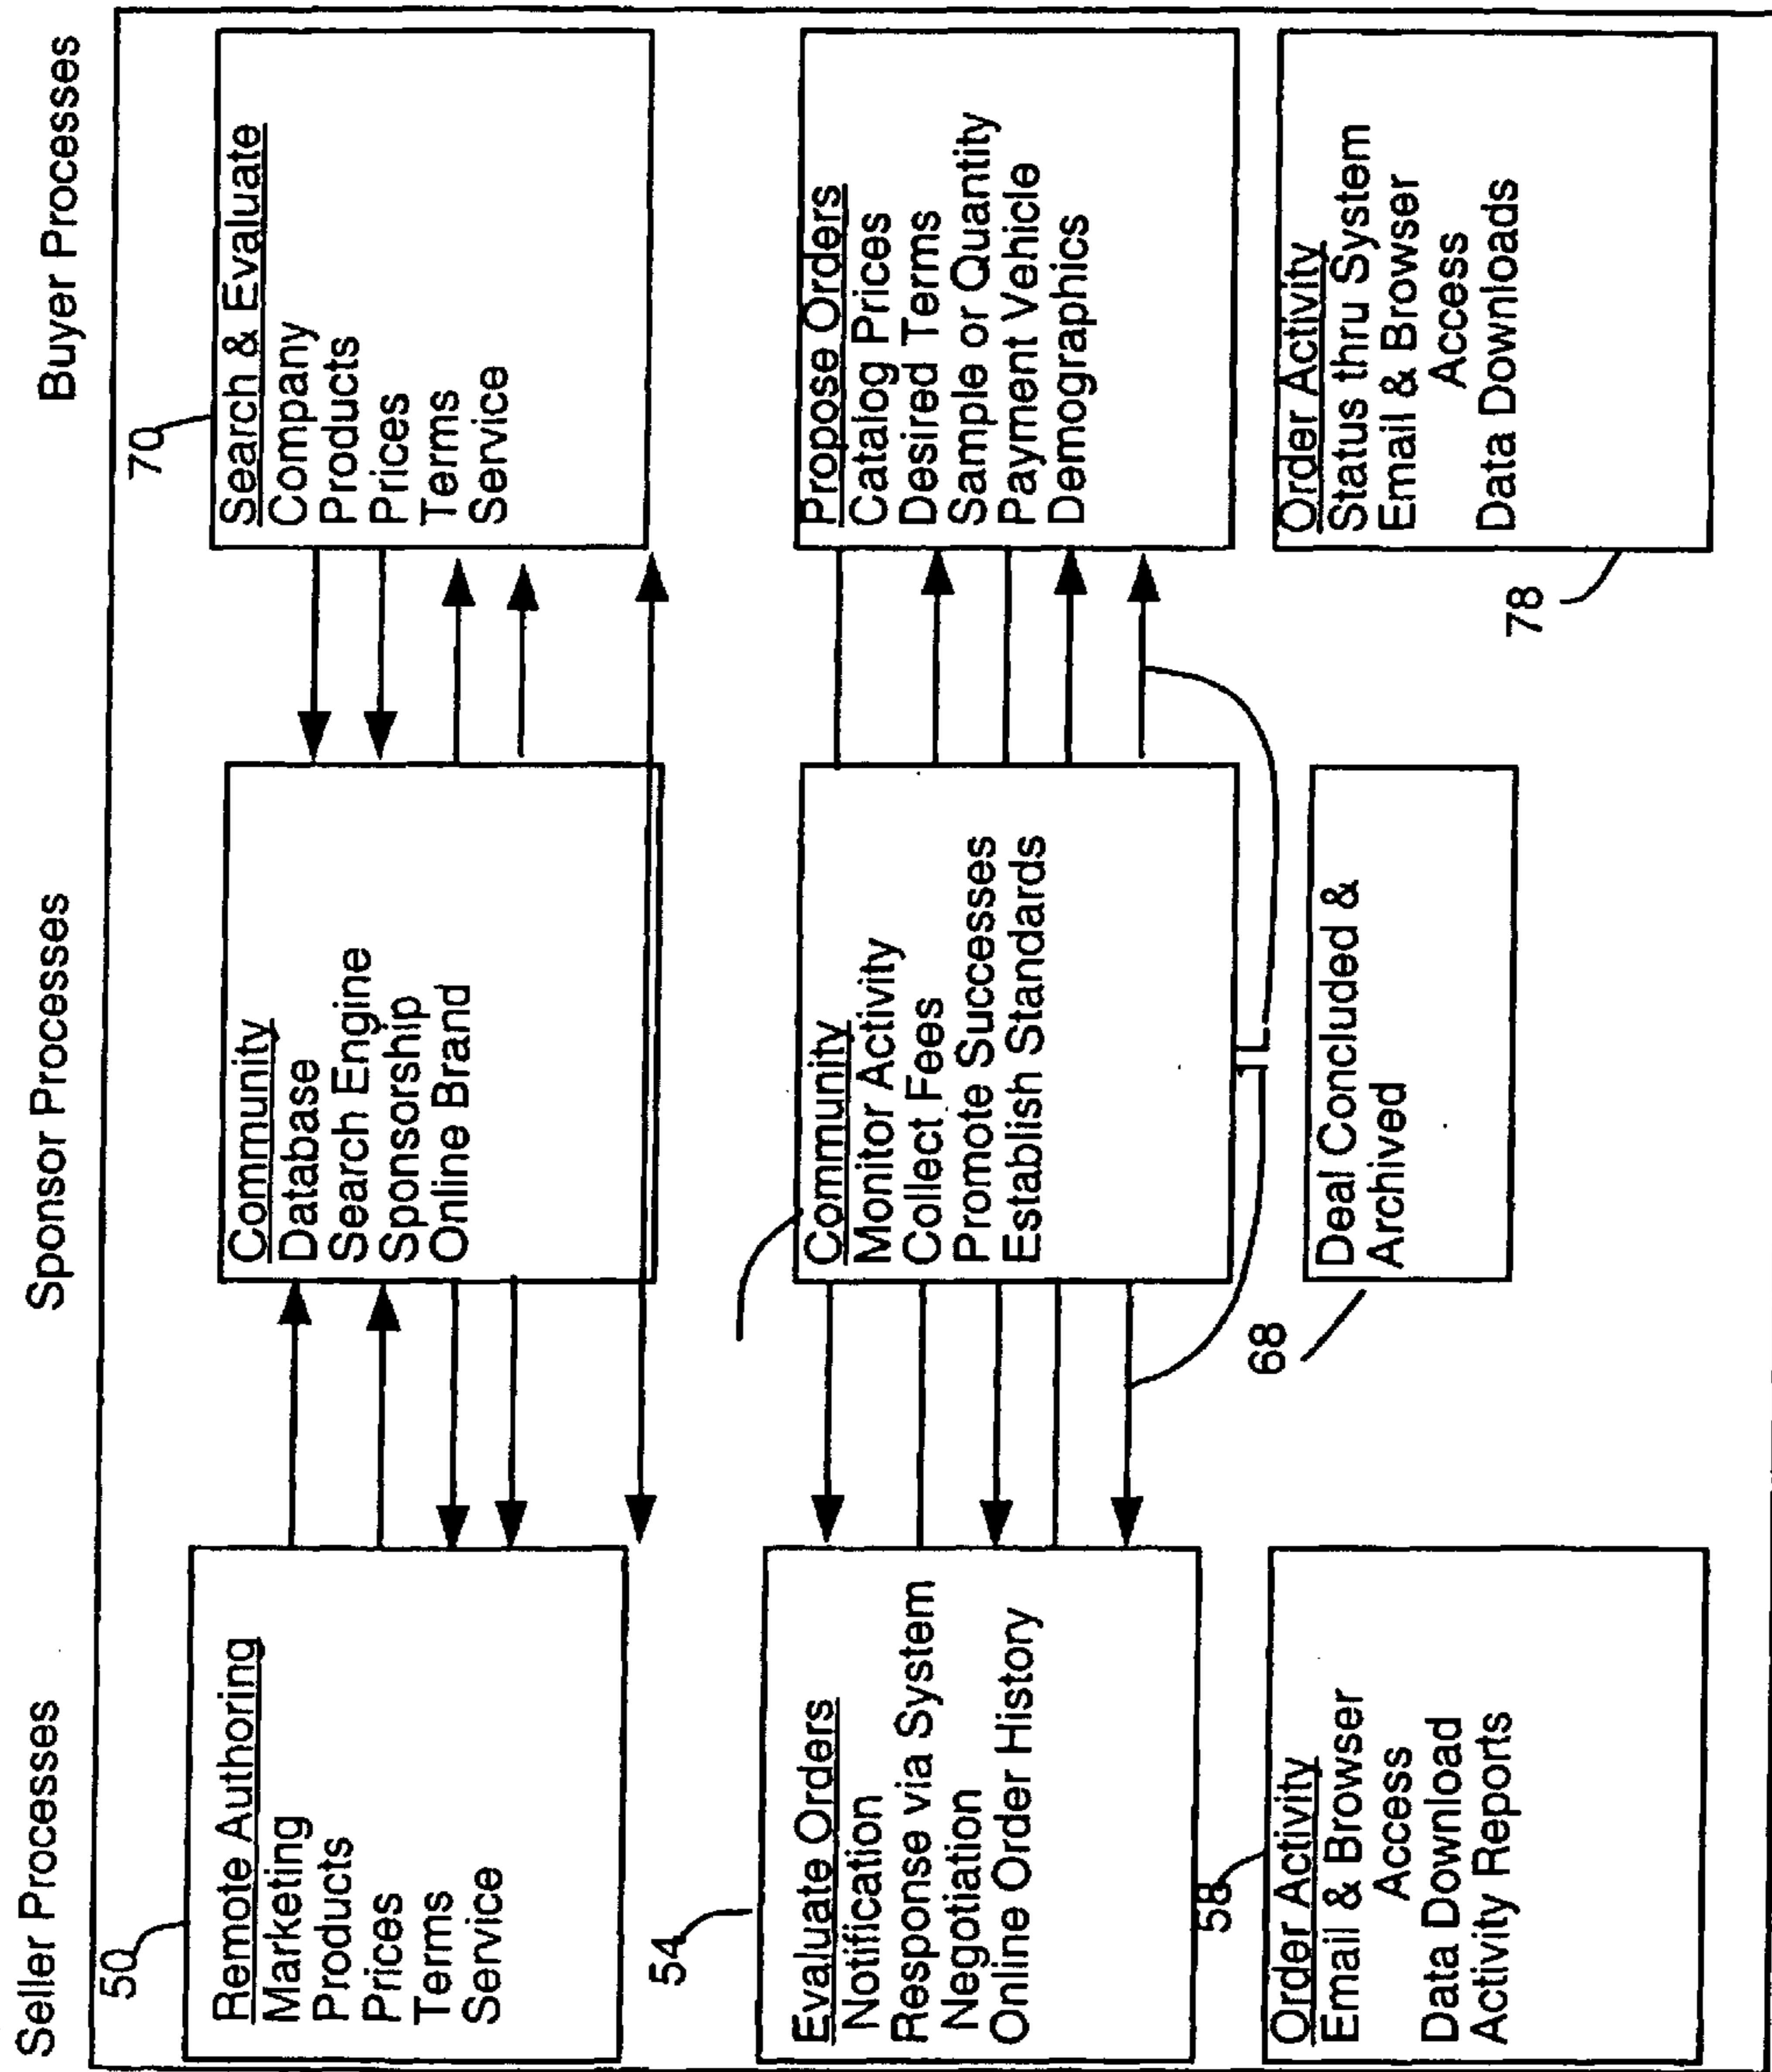 Seller Processes
Sponsor Processes
Buyer Processes
50
Remote Authoring
Marketing
Products
Prices
Terms
Service
Community
Database
Search Engine
Sponsorship
Online Brand
70
Search & Evaluate
Company
Products
Prices
Terms
Service
54
Evaluate Orders
Notification
Response via System
Negotiation
Online Order History
Community
Monitor Activity
Collect Fees
Promote Successes
Establish Standards
Propose Orders
Catalog Prices
Desired Terms
Sample or Quantity
Payment Vehicle
Demographics
58
Order Activity
Email & Browser
Access
Data Download
Activity Reports
68
Deal Concluded &
Archived
78
Order Activity
Status thru System
Email & Browser
Access
Data Downloads